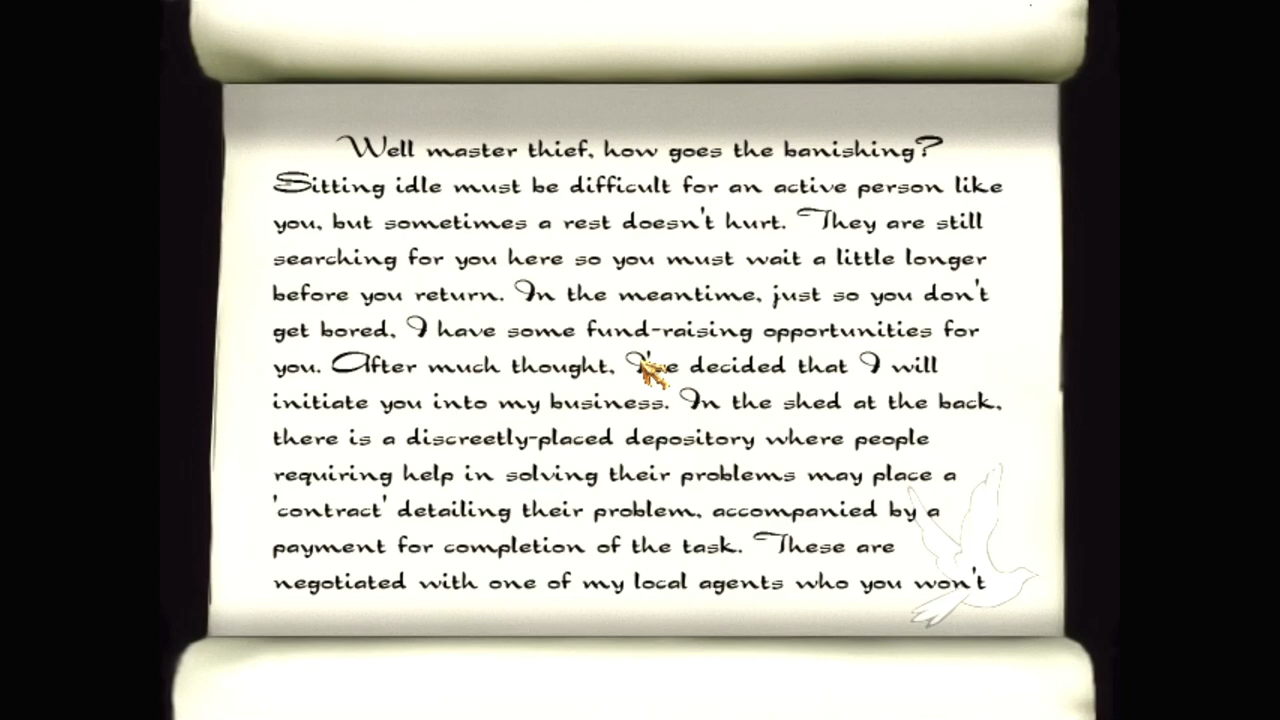 Well master thief, how goes the banishing?
Sitting idle must be difficult for an active person like
you, but sometimes a rest doesn't hurt. They are still
searching for you here so you must wait a little longer
before you return. In the meantime, just so you don't
get bored, I have some fund-raising opportunities for
you. After much thought, I've decided that I will
initiate you into my business. In the shed at the back,
there is a discreetly-placed depository where people
requiring help in solving their problems may place a
'contract' detailing their problem, accompanied by a
payment for completion of the task. These are
negotiated with one of my local agents who you won't